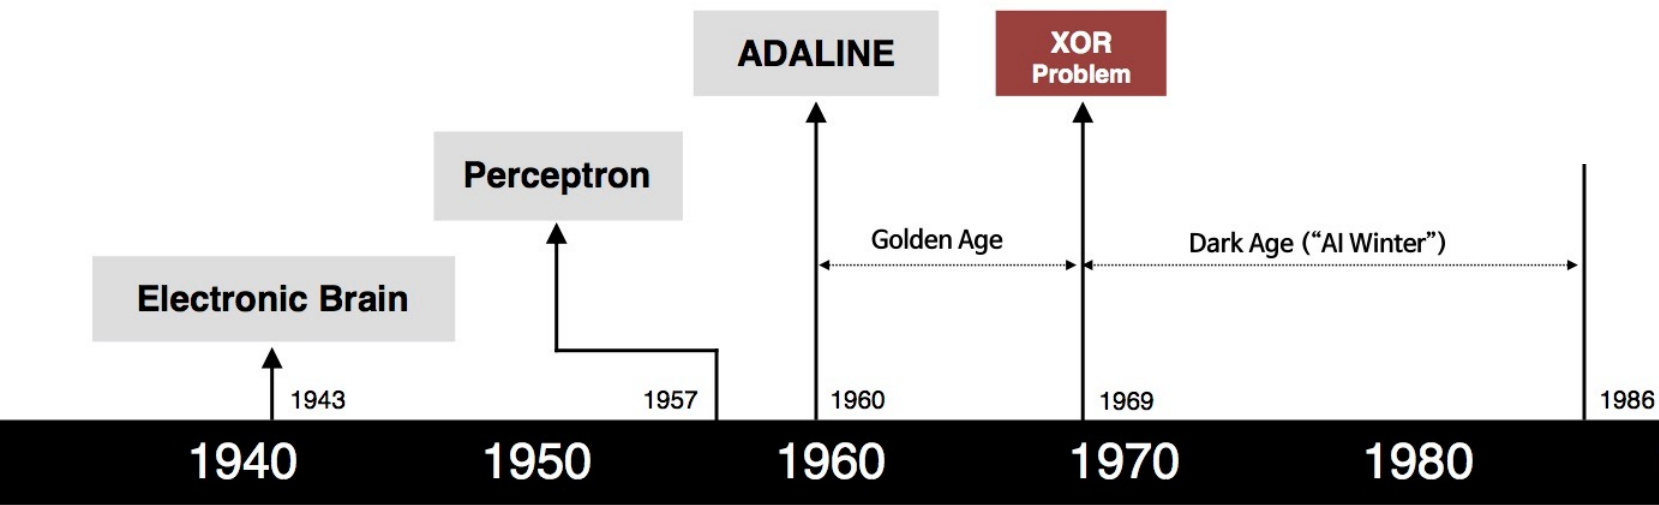 ADALINE
XOR
Problem
Perceptron
Golden Age
Dark Age (“AI Winter”)
Electronic Brain
1943
1957
1960
1969
1986
1940
1950
1960
1970
1980